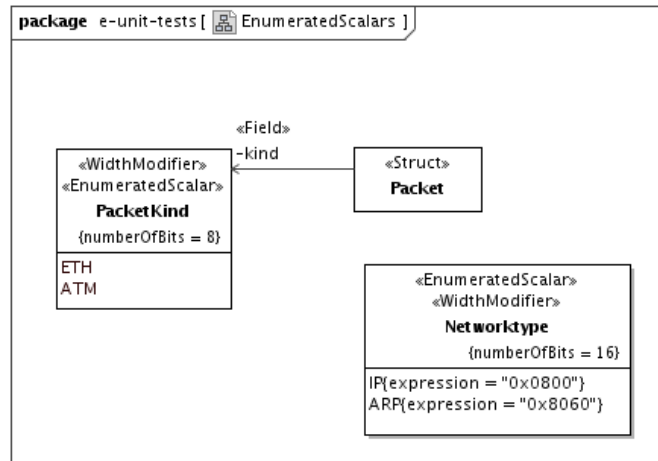 package e-unit-tests [ EnumeratedScalars ]
«Field»
-kind
«WidthModifier»
«EnumeratedScalar»
PacketKind
{numberOfBits = 8}
ETH
ATM
«Struct»
Packet
«EnumeratedScalar»
«WidthModifier»
Networktype
{numberOfBits = 16}
IP{expression = "0x0800"}
ARP{expression = "0x8060"}